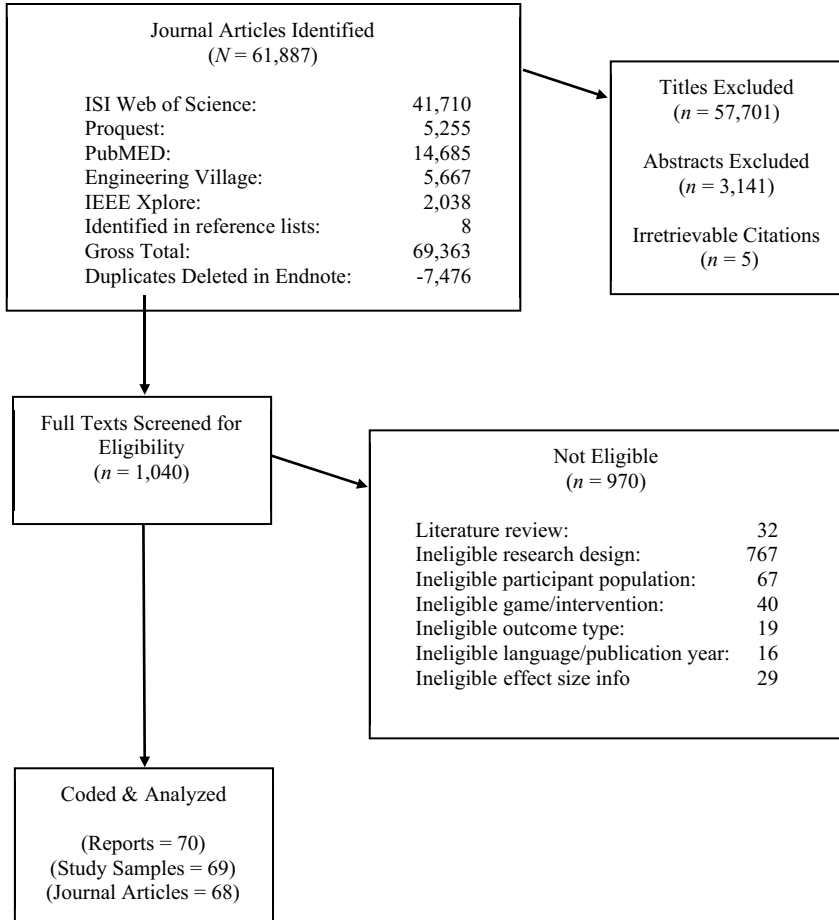 Journal Articles Identified
(N = 61,887)
ISI Web of Science: 41,710
Proquest: 5,255
PubMED: 14,685
Engineering Village: 5,667
IEEE Xplore: 2,038
Identified in reference lists: 8
Gross Total: 69,363
Duplicates Deleted in Endnote: -7,476
Titles Excluded
(n = 57,701)
Abstracts Excluded
(n = 3,141)
Irretrievable Citations
(n = 5)
Full Texts Screened for
Eligibility
(n = 1,040)
Not Eligible
(n = 970)
Literature review: 32
Ineligible research design: 767
Ineligible participant population: 67
Ineligible game/intervention: 40
Ineligible outcome type: 19
Ineligible language/publication year: 16
Ineligible effect size info 29
Coded & Analyzed
(Reports = 70)
(Study Samples = 69)
(Journal Articles = 68)